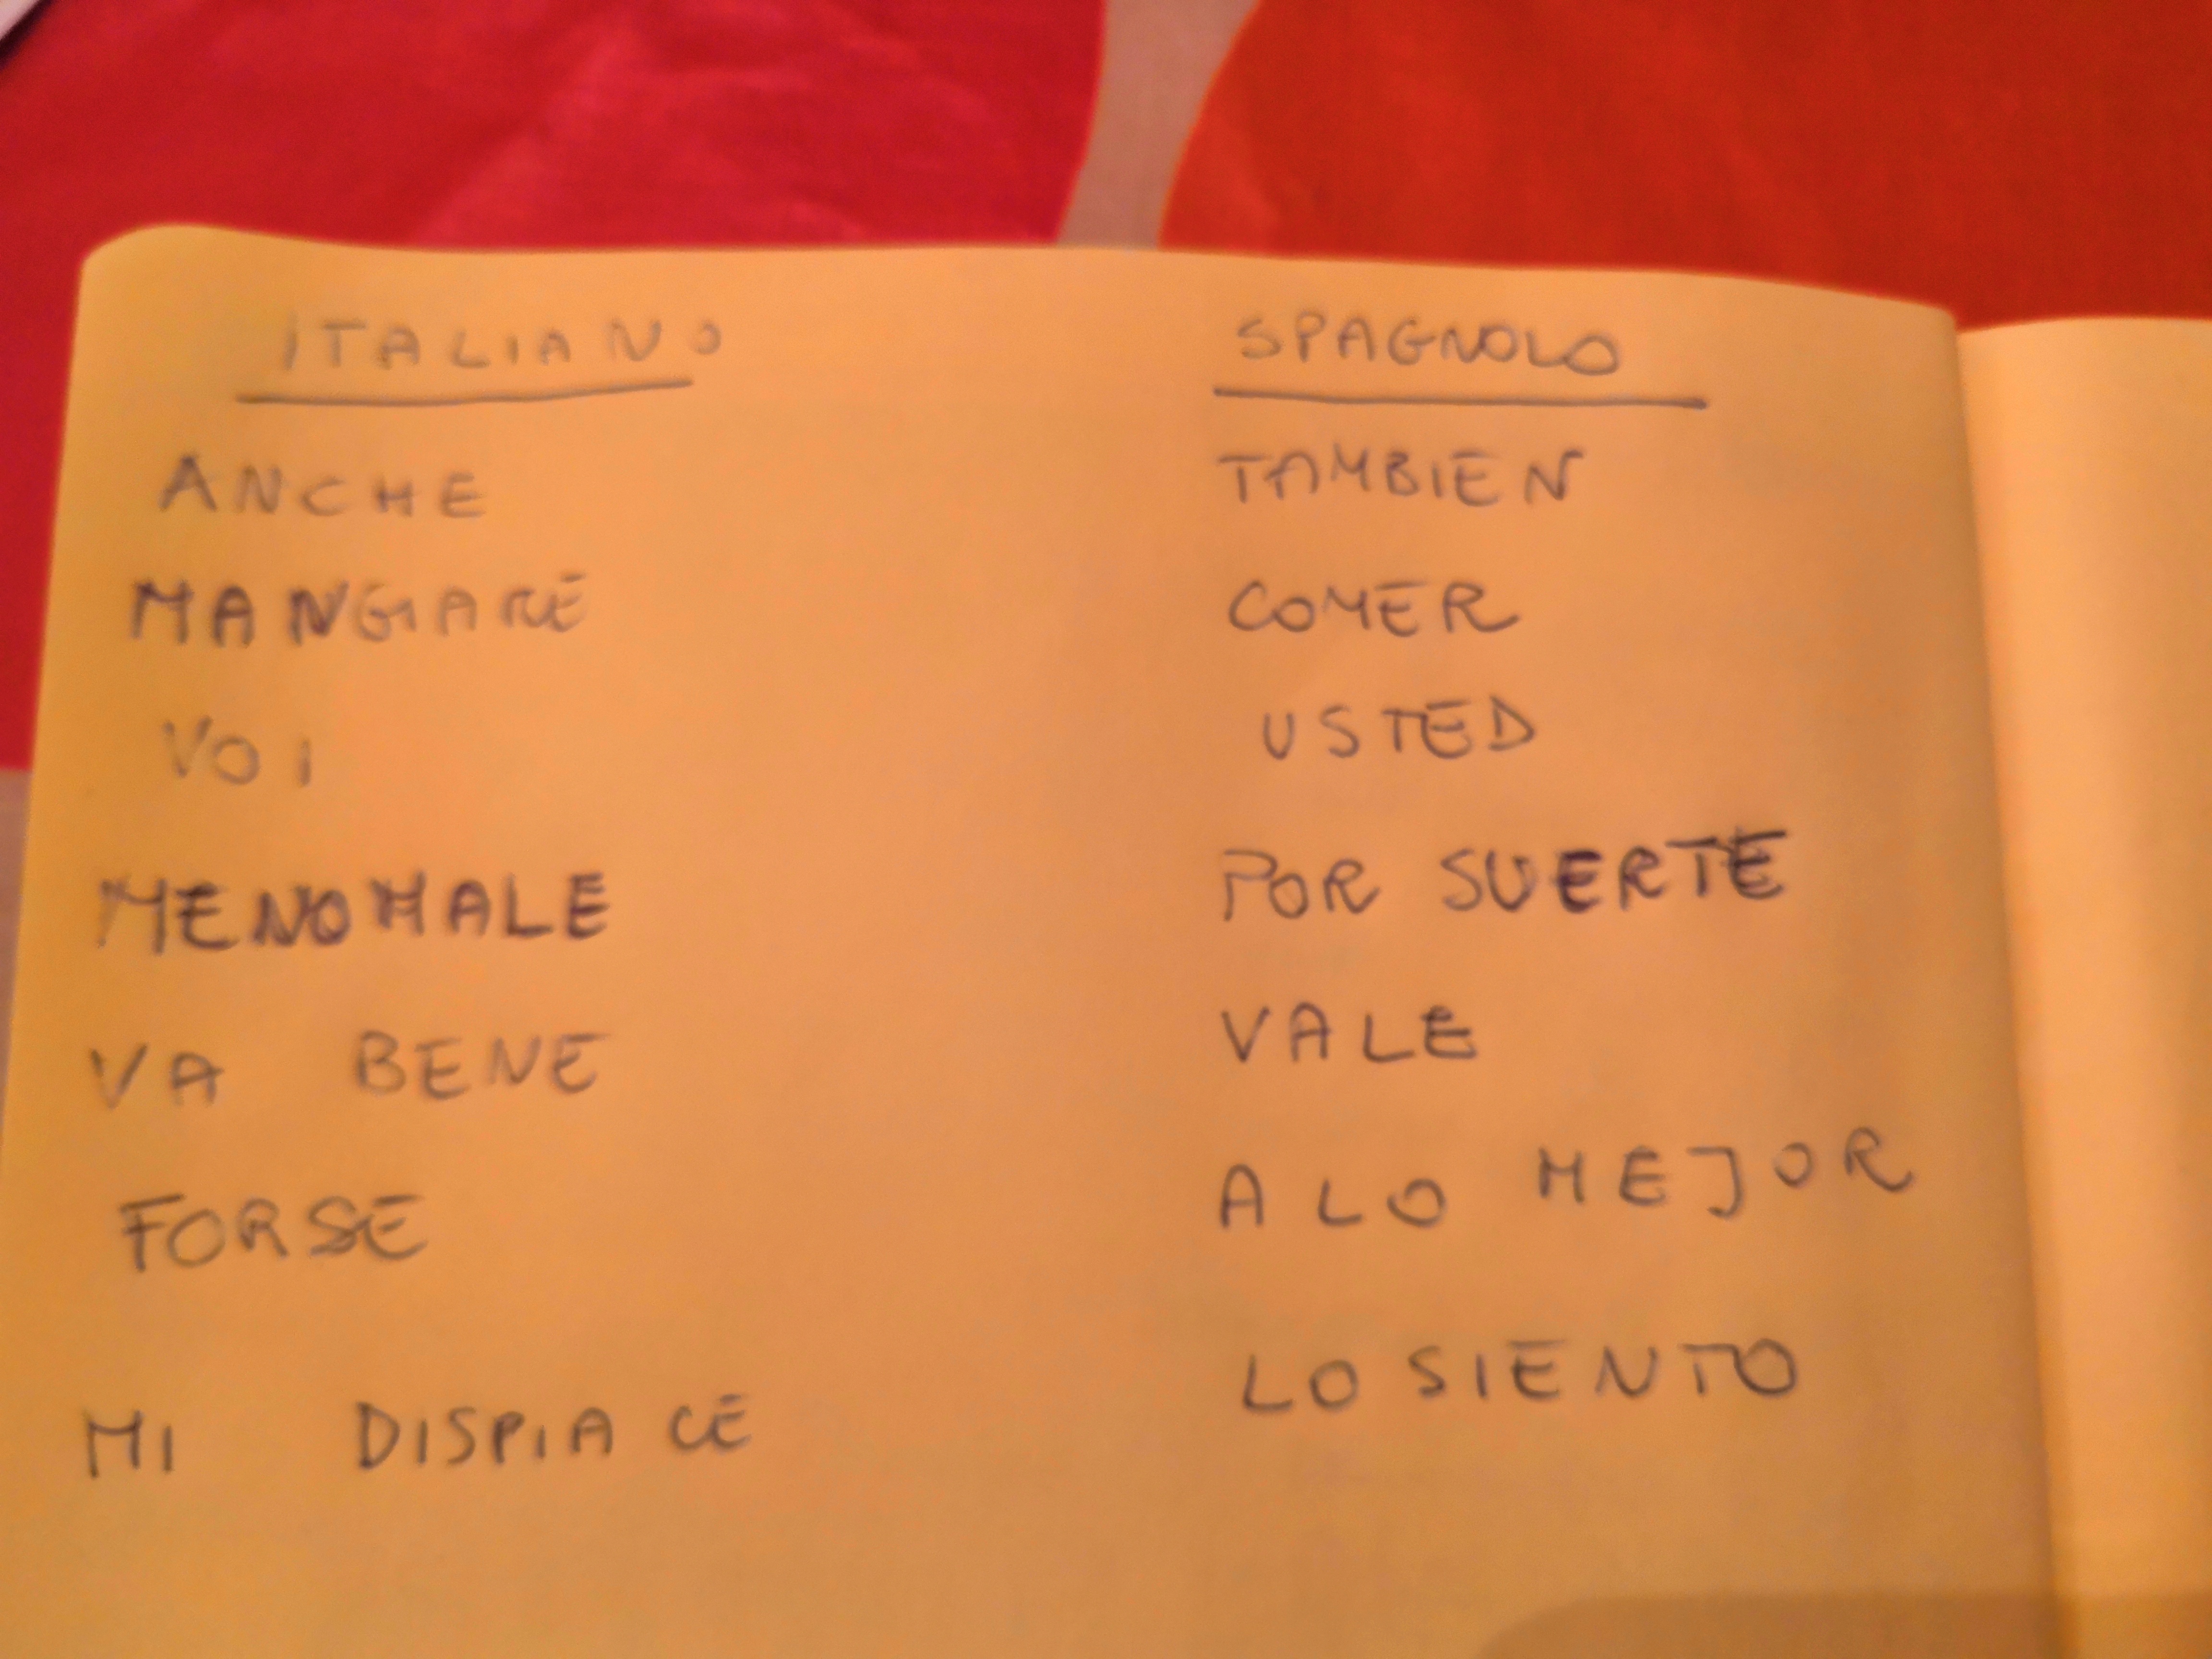 ITALIANO SPAGNOLO
ANCHE TAMBIEN
MANGIARE COMER
VOI USTED
MENOMALE POR SUERTE
VA BENE VALE
FORSE A LO MEJOR
MI DISPIACE LO SIENTO